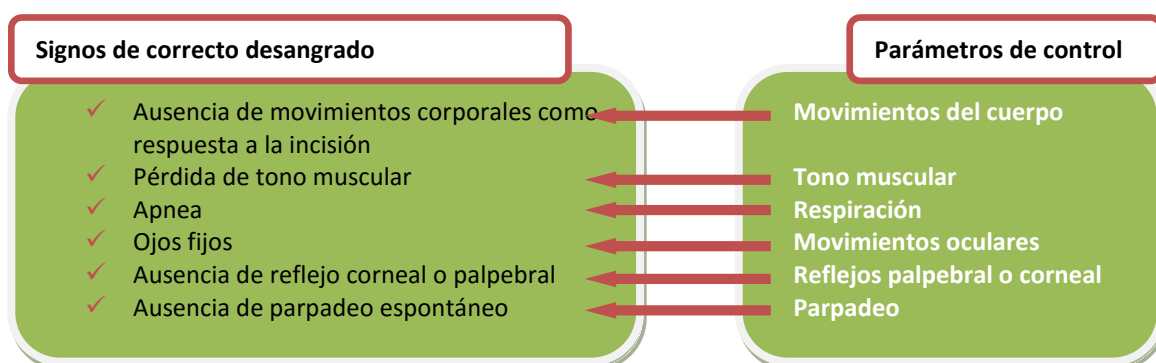 Signos de correcto desangrado
Parámetros de control
Ausencia de movimientos corporales como
respuesta a la incisión
Pérdida de tono muscular
Apnea
Ojos fijos
Ausencia de reflejo corneal o palpebral
Ausencia de parpadeo espontáneo
Movimientos del cuerpo
Tono muscular
Respiración
Movimientos oculares
Reflejos palpebral o corneal
Parpadeo